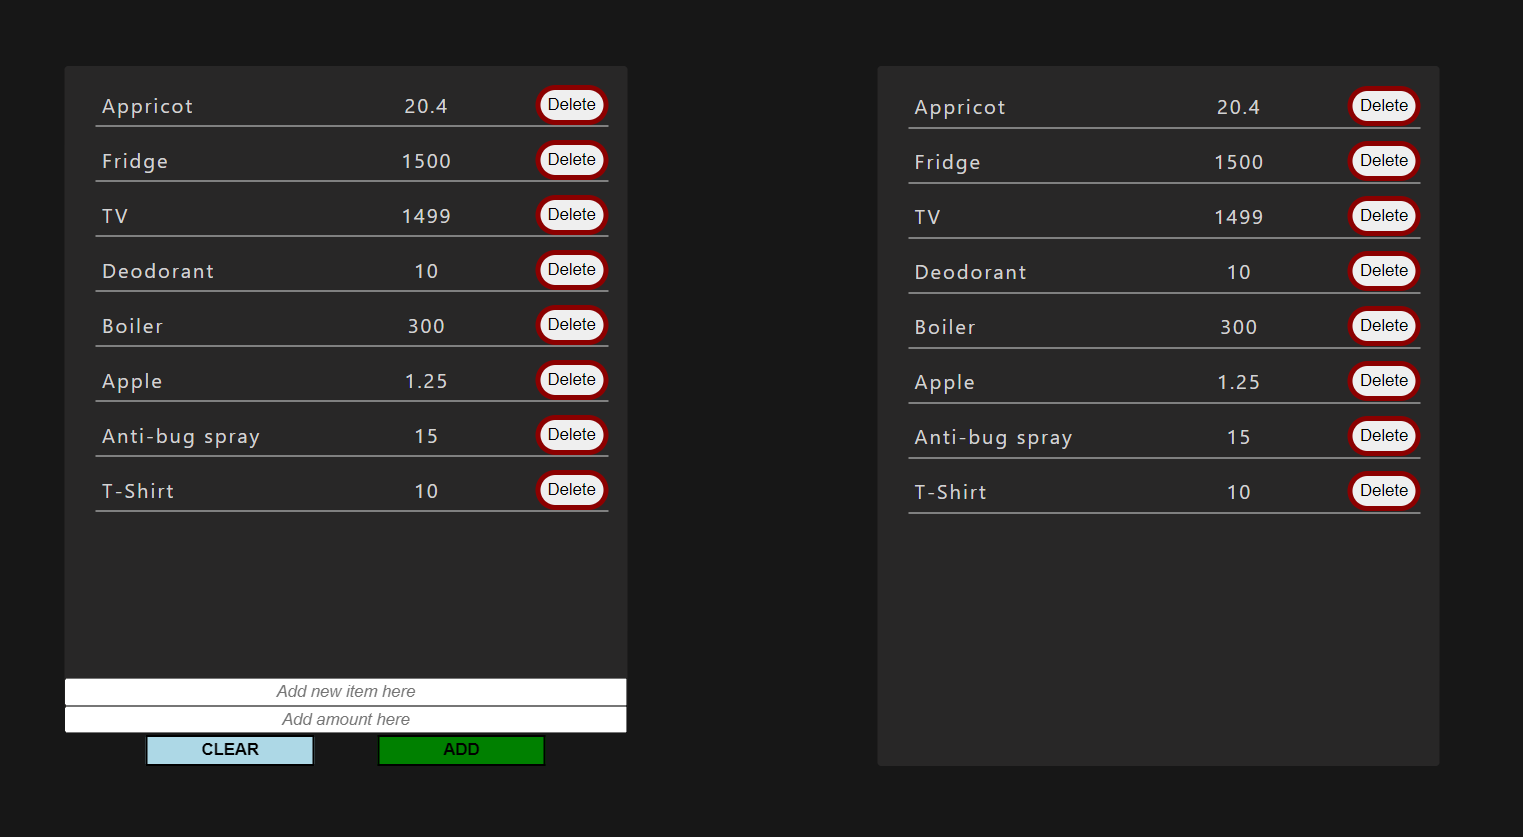 Appricot 20.4 Delete
Fridge 1500 Delete
TV 1499 Delete
Deodorant 10 Delete
Boiler 300 Delete
Apple 1.25 Delete
Anti-bug spray 15 Delete
T-Shirt 10 Delete
Add new item here
Add amount here
CLEAR ADD
Appricot 20.4 Delete
Fridge 1500 Delete
TV 1499 Delete
Deodorant 10 Delete
Boiler 300 Delete
Apple 1.25 Delete
Anti-bug spray 15 Delete
T-Shirt 10 Delete